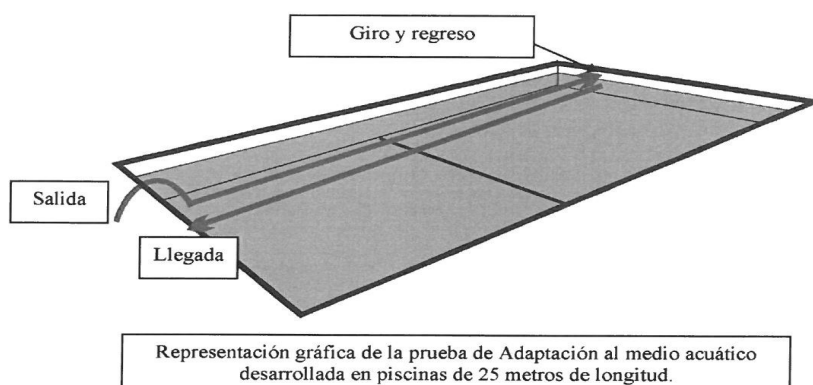 Giro y regreso
Salida
Llegada
Representación gráfica de la prueba de Adaptación al medio acuático
desarrollada en piscinas de 25 metros de longitud.